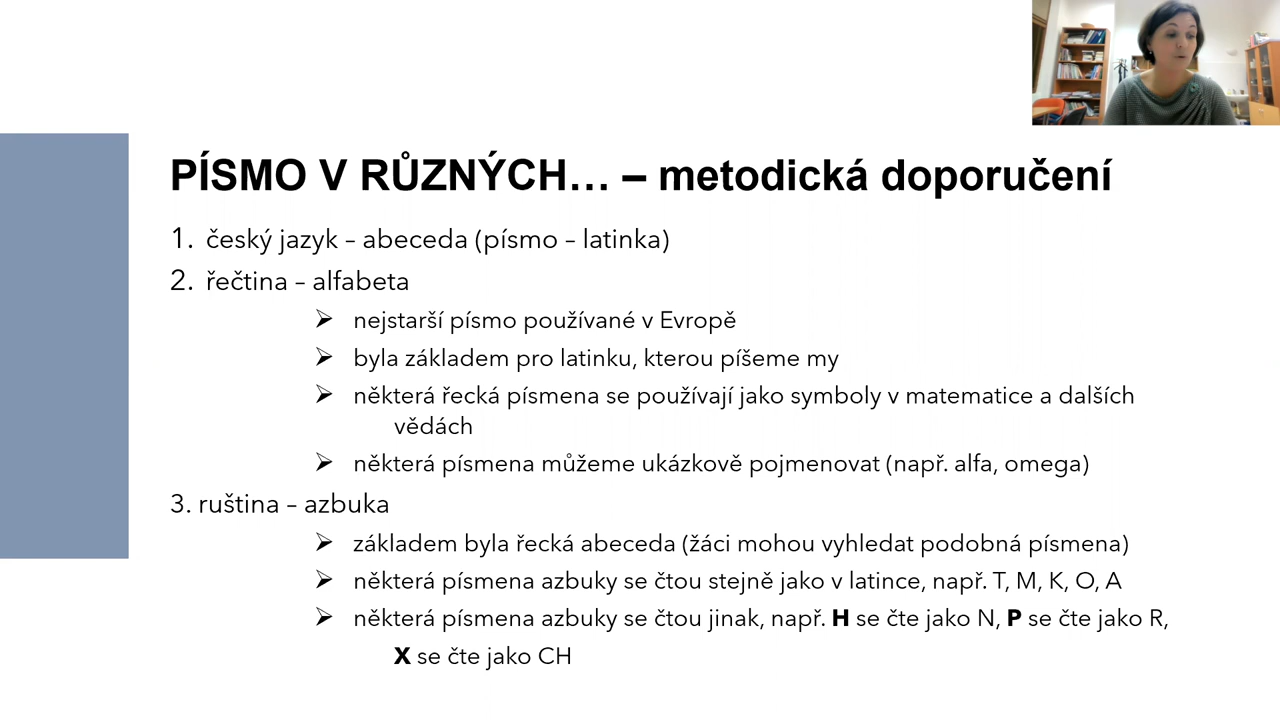 PÍSMO V RŮZNÝCH… – metodická doporučení
1. český jazyk – abeceda (písmo – latinka)
2. řečtina – alfabeta
➢ nejstarší písmo používané v Evropě
➢ byla základem pro latinku, kterou píšeme my
➢ některá řecká písmena se používají jako symboly v matematice a dalších
vědách
➢ některá písmena můžeme ukázkově pojmenovat (např. alfa, omega)
3. ruština – azbuka
➢ základem byla řecká abeceda (žáci mohou vyhledat podobná písmena)
➢ některá písmena azbuky se čtou stejně jako v latince, např. T, M, K, O, A
➢ některá písmena azbuky se čtou jinak, např. H se čte jako N, P se čte jako R,
X se čte jako CH